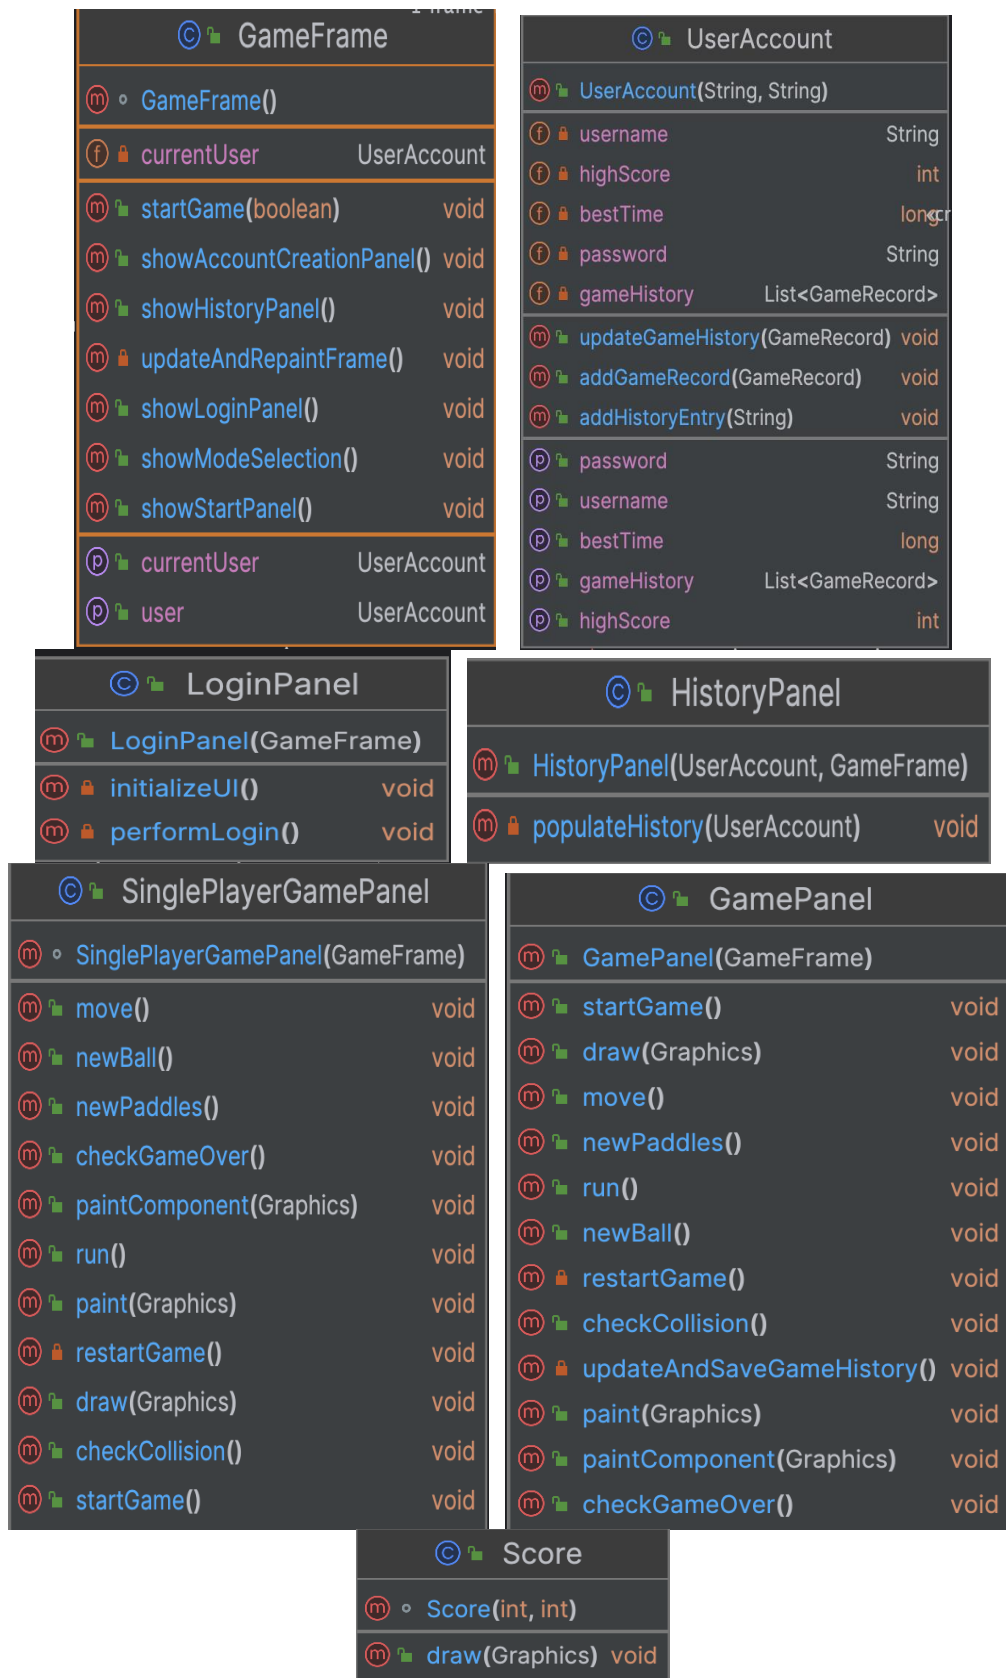 GameFrame
GameFrame()
currentUser UserAccount
startGame(boolean) void
showAccountCreationPanel() void
showHistoryPanel() void
updateAndRepaintFrame() void
showLoginPanel() void
showModeSelection() void
showStartPanel() void
currentUser UserAccount
user UserAccount
UserAccount
UserAccount(String, String)
username String
highScore int
bestTime long
password String
gameHistory List<GameRecord>
updateGameHistory(GameRecord) void
addGameRecord(GameRecord) void
addHistoryEntry(String) void
password String
username String
bestTime long
gameHistory List<GameRecord>
highScore int
LoginPanel
LoginPanel(GameFrame)
initializeUI() void
performLogin() void
HistoryPanel
HistoryPanel(UserAccount, GameFrame)
populateHistory(UserAccount) void
SinglePlayerGamePanel
SinglePlayerGamePanel(GameFrame)
move() void
newBall() void
newPaddles() void
checkGameOver() void
paintComponent(Graphics) void
run() void
paint(Graphics) void
restartGame() void
draw(Graphics) void
checkCollision() void
startGame() void
GamePanel
GamePanel(GameFrame)
startGame() void
draw(Graphics) void
move() void
newPaddles() void
run() void
newBall() void
restartGame() void
checkCollision() void
updateAndSaveGameHistory() void
paint(Graphics) void
paintComponent(Graphics) void
checkGameOver() void
Score
Score(int, int)
draw(Graphics) void